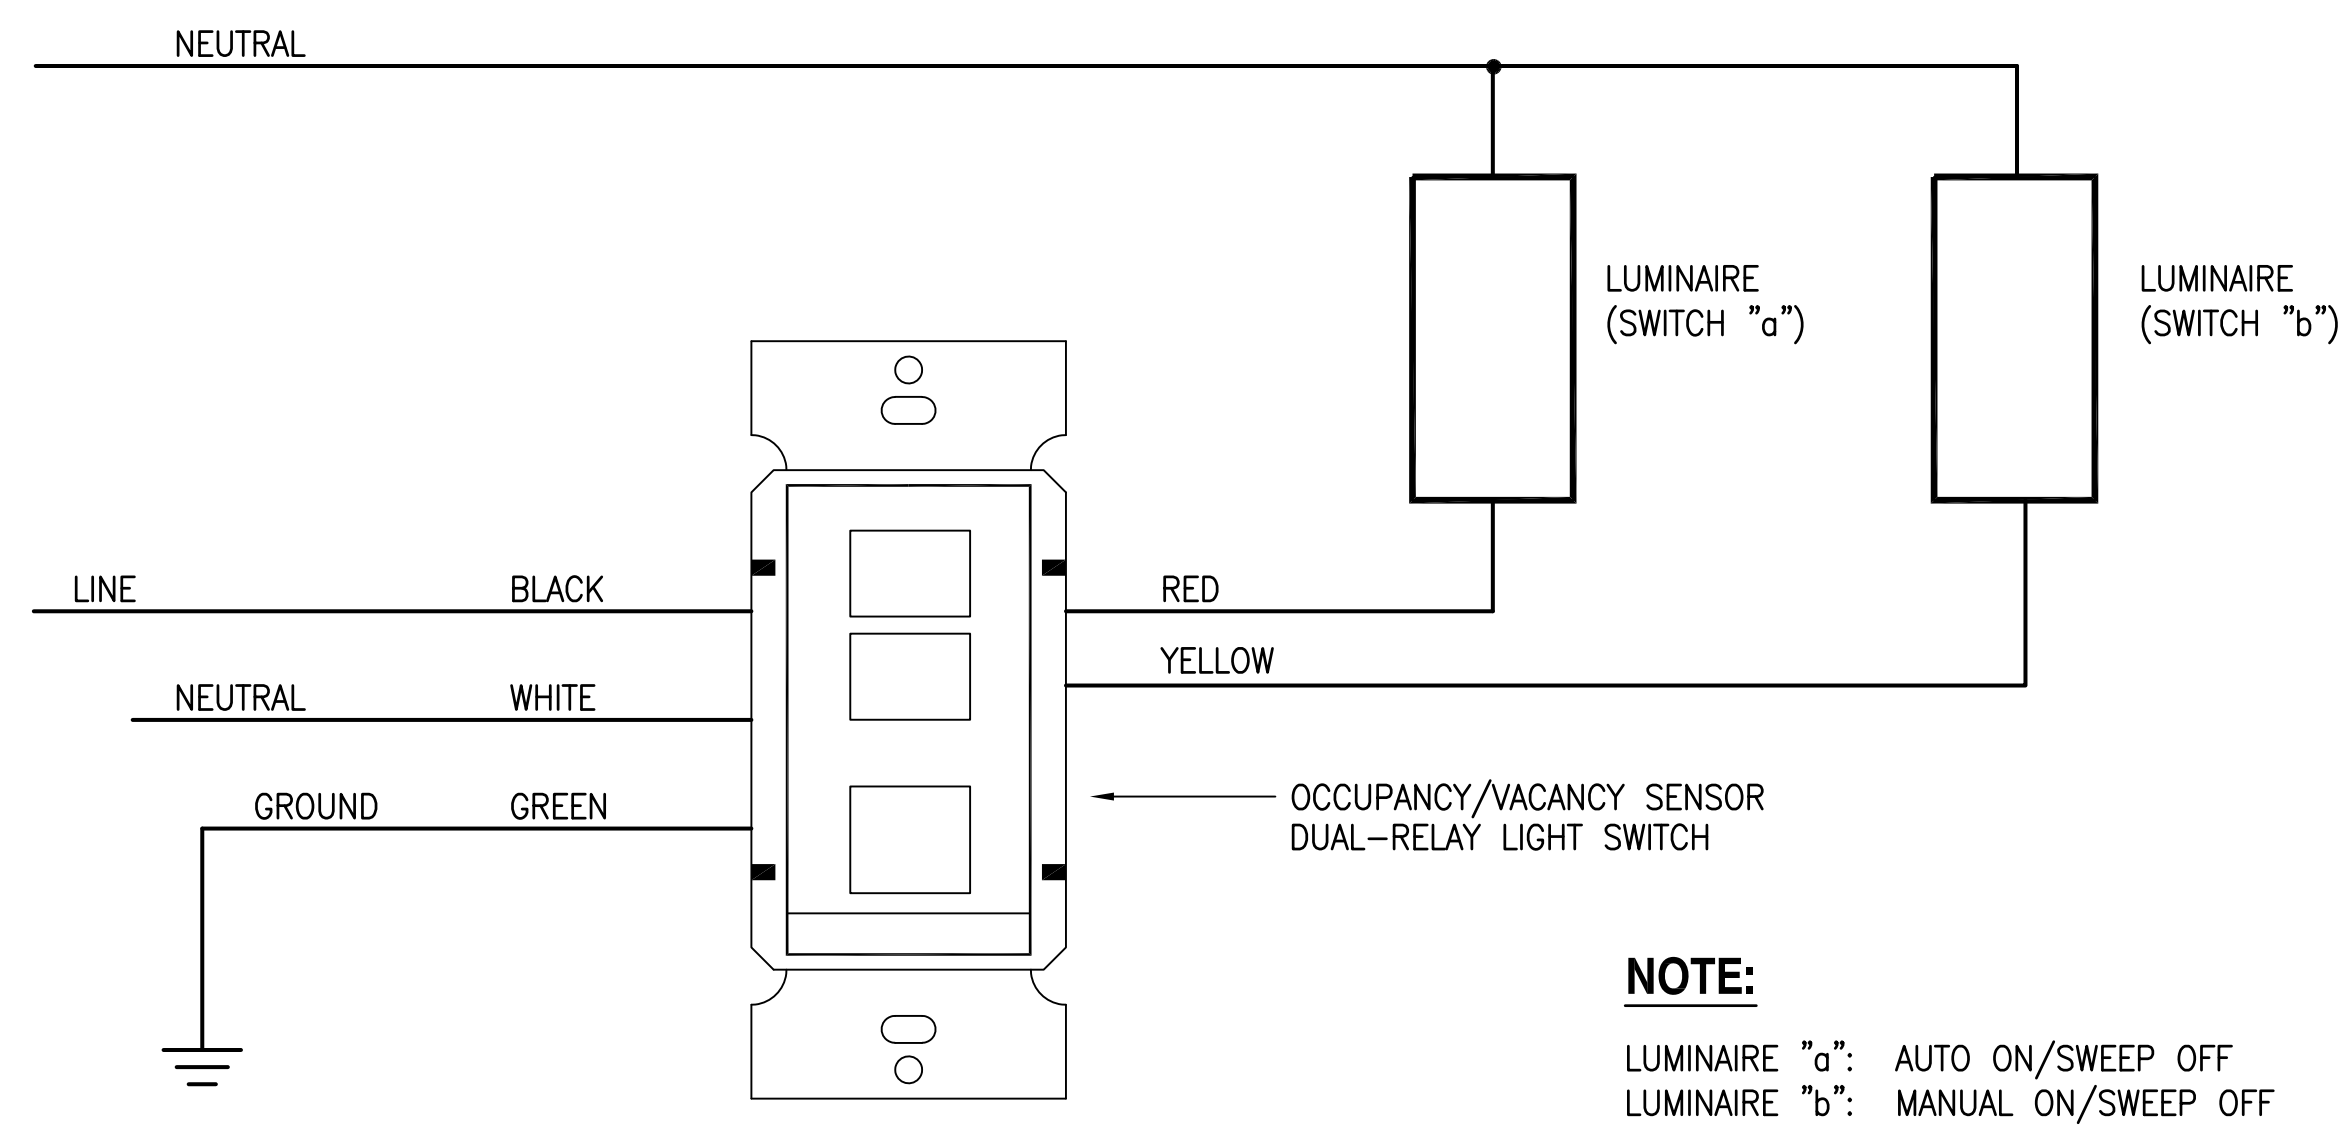 NEUTRAL
LUMINAIRE
(SWITCH "a")
LUMINAIRE
(SWITCH "b")
LINE
BLACK
RED
YELLOW
NEUTRAL
WHITE
GROUND
GREEN
OCCUPANCY/VACANCY SENSOR
DUAL-RELAY LIGHT SWITCH
NOTE:
LUMINAIRE "a": AUTO ON/SWEEP OFF
LUMINAIRE "b": MANUAL ON/SWEEP OFF